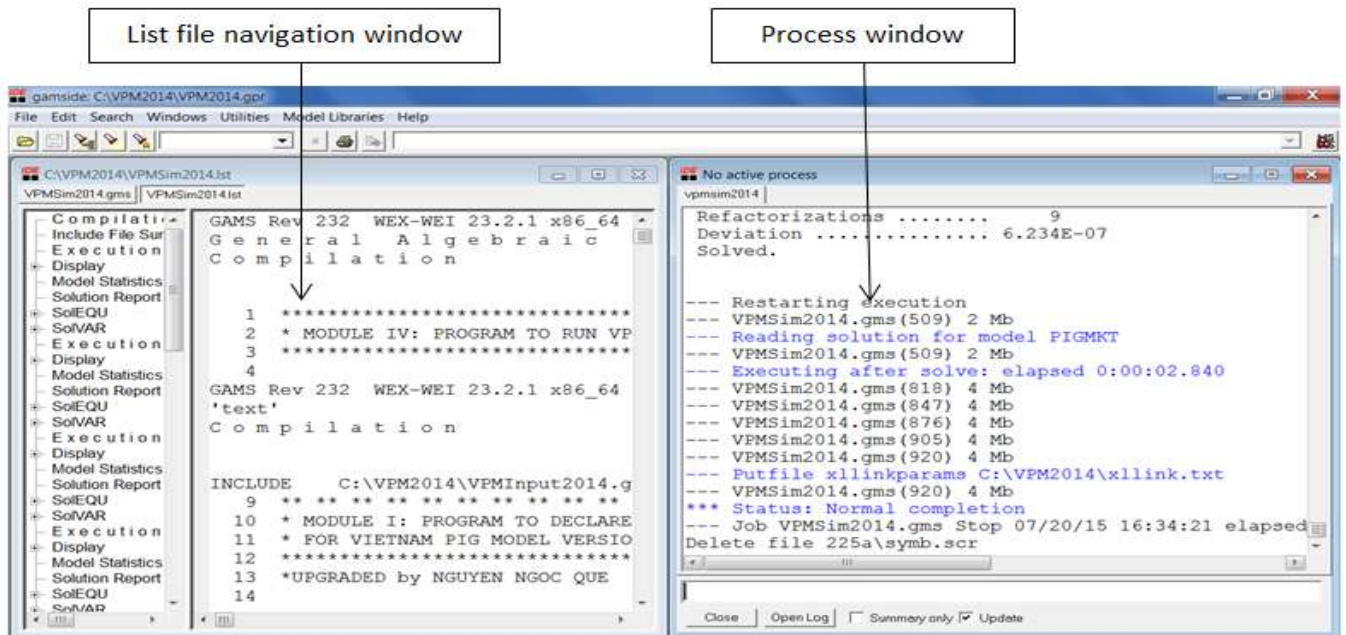 List file navigation window
Process window
gamside: C:\VPM2014\VPM2014.gpr
File Edit Search Windows Utilities Model Libraries Help
C:\VPM2014\VPMSim2014.lst
VPMSim2014.gms VPMSim2014.lst
Compilati
Include File Sur
Execution
Display
Model Statistics
Solution Report
SolEQU
SolVAR
Execution
Display
Model Statistics
Solution Report
SolEQU
SolVAR
Execution
Display
Model Statistics
Solution Report
SolEQU
SolVAR
Execution
Display
Model Statistics
Solution Report
SolEQU
SolVAR
GAMS Rev 232 WEX-WEI 23.2.1 x86_64
G e n e r a l A l g e b r a i c
C o m p i l a t i o n
1 ******************************
2 * MODULE IV: PROGRAM TO RUN VP
3 ******************************
4
GAMS Rev 232 WEX-WEI 23.2.1 x86_64
'text'
C o m p i l a t i o n
INCLUDE C:\VPM2014\VPMInput2014.g
9 ** ** ** ** ** ** ** ** ** **
10 * MODULE I: PROGRAM TO DECLARE
11 * FOR VIETNAM PIG MODEL VERSIO
12 ******************************
13 *UPGRADED by NGUYEN NGOC QUE
14
No active process
vpmsim2014
Refactorizations ........ 9
Deviation ............... 6.234E-07
Solved.
--- Restarting execution
--- VPMSim2014.gms(509) 2 Mb
--- Reading solution for model PIGMKT
--- VPMSim2014.gms(509) 2 Mb
--- Executing after solve: elapsed 0:00:02.840
--- VPMSim2014.gms(818) 4 Mb
--- VPMSim2014.gms(847) 4 Mb
--- VPMSim2014.gms(876) 4 Mb
--- VPMSim2014.gms(905) 4 Mb
--- VPMSim2014.gms(920) 4 Mb
--- Putfile xllinkparams C:\VPM2014\xllink.txt
--- VPMSim2014.gms(920) 4 Mb
*** Status: Normal completion
--- Job VPMSim2014.gms Stop 07/20/15 16:34:21 elapsed
Delete file 225a\symb.scr
Close Open Log Summary only Update